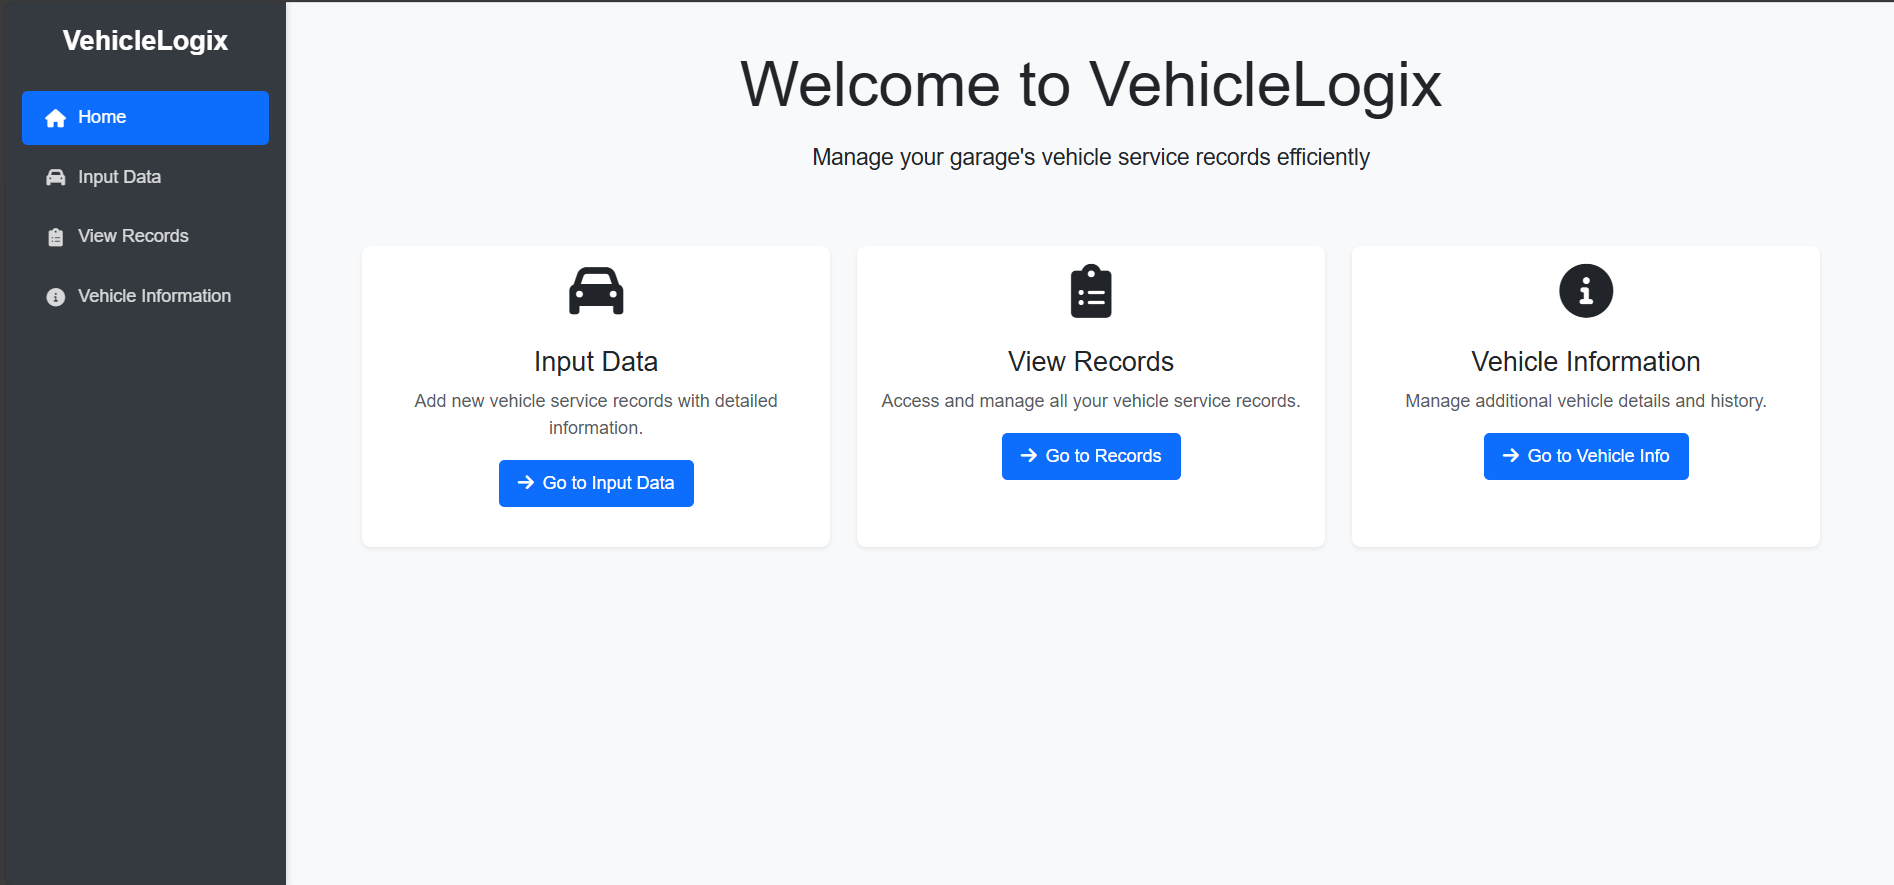 VehicleLogix
Home
Input Data
View Records
Vehicle Information
Welcome to VehicleLogix
Manage your garage's vehicle service records efficiently
Input Data
Add new vehicle service records with detailed
information.
Go to Input Data
View Records
Access and manage all your vehicle service records.
Go to Records
Vehicle Information
Manage additional vehicle details and history.
Go to Vehicle Info